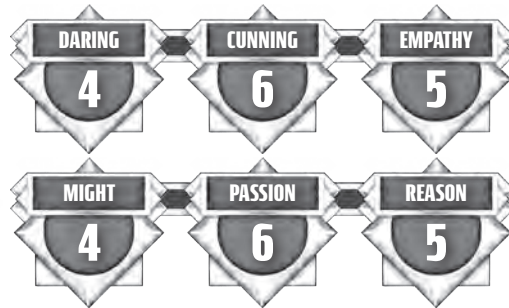 DARING CUNNING EMPATHY
4 6 5
MIGHT PASSION REASON
4 6 5